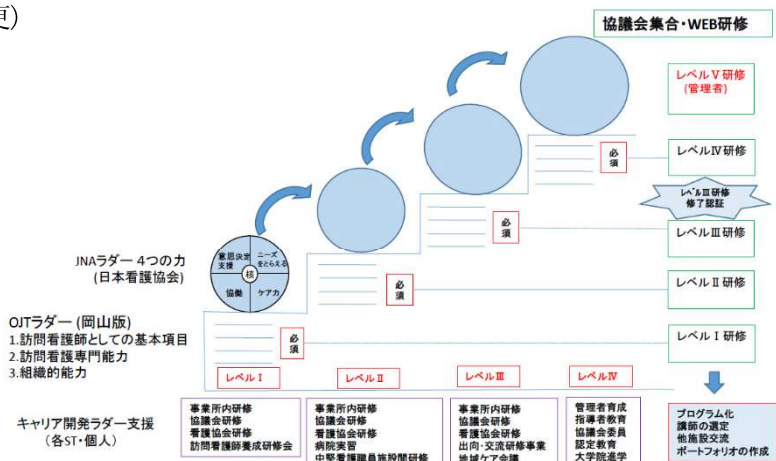 更)
協議会集合・WEB研修
レベルⅤ研修
(管理者)
必
須
レベルⅣ研修
レベルⅢ研修
修了認証
必
須
レベルⅢ研修
JNAラダー 4つの力
(日本看護協会)
意思決定
支援
ニーズ
をとらえる
核
協働
ケア力
必
須
レベルⅡ研修
OJTラダー (岡山版)
1.訪問看護師としての基本項目
2.訪問看護専門能力
3.組織的能力
必
須
レベルⅠ研修
レベルⅠ
レベルⅡ
レベルⅢ
レベルⅣ
キャリア開発ラダー支援
(各ST・個人)
事業所内研修
協議会研修
看護協会研修
訪問看護師養成研修会
事業所内研修
協議会研修
看護協会研修
病院実習
中堅看護職員施設間研修
事業所内研修
協議会研修
看護協会研修
出向・交流研修事業
地域ケア会議
管理者育成
指導者教育
協議会委員
認定教育
大学院進学
プログラム化
講師の選定
他施設交流
ポートフォリオの作成